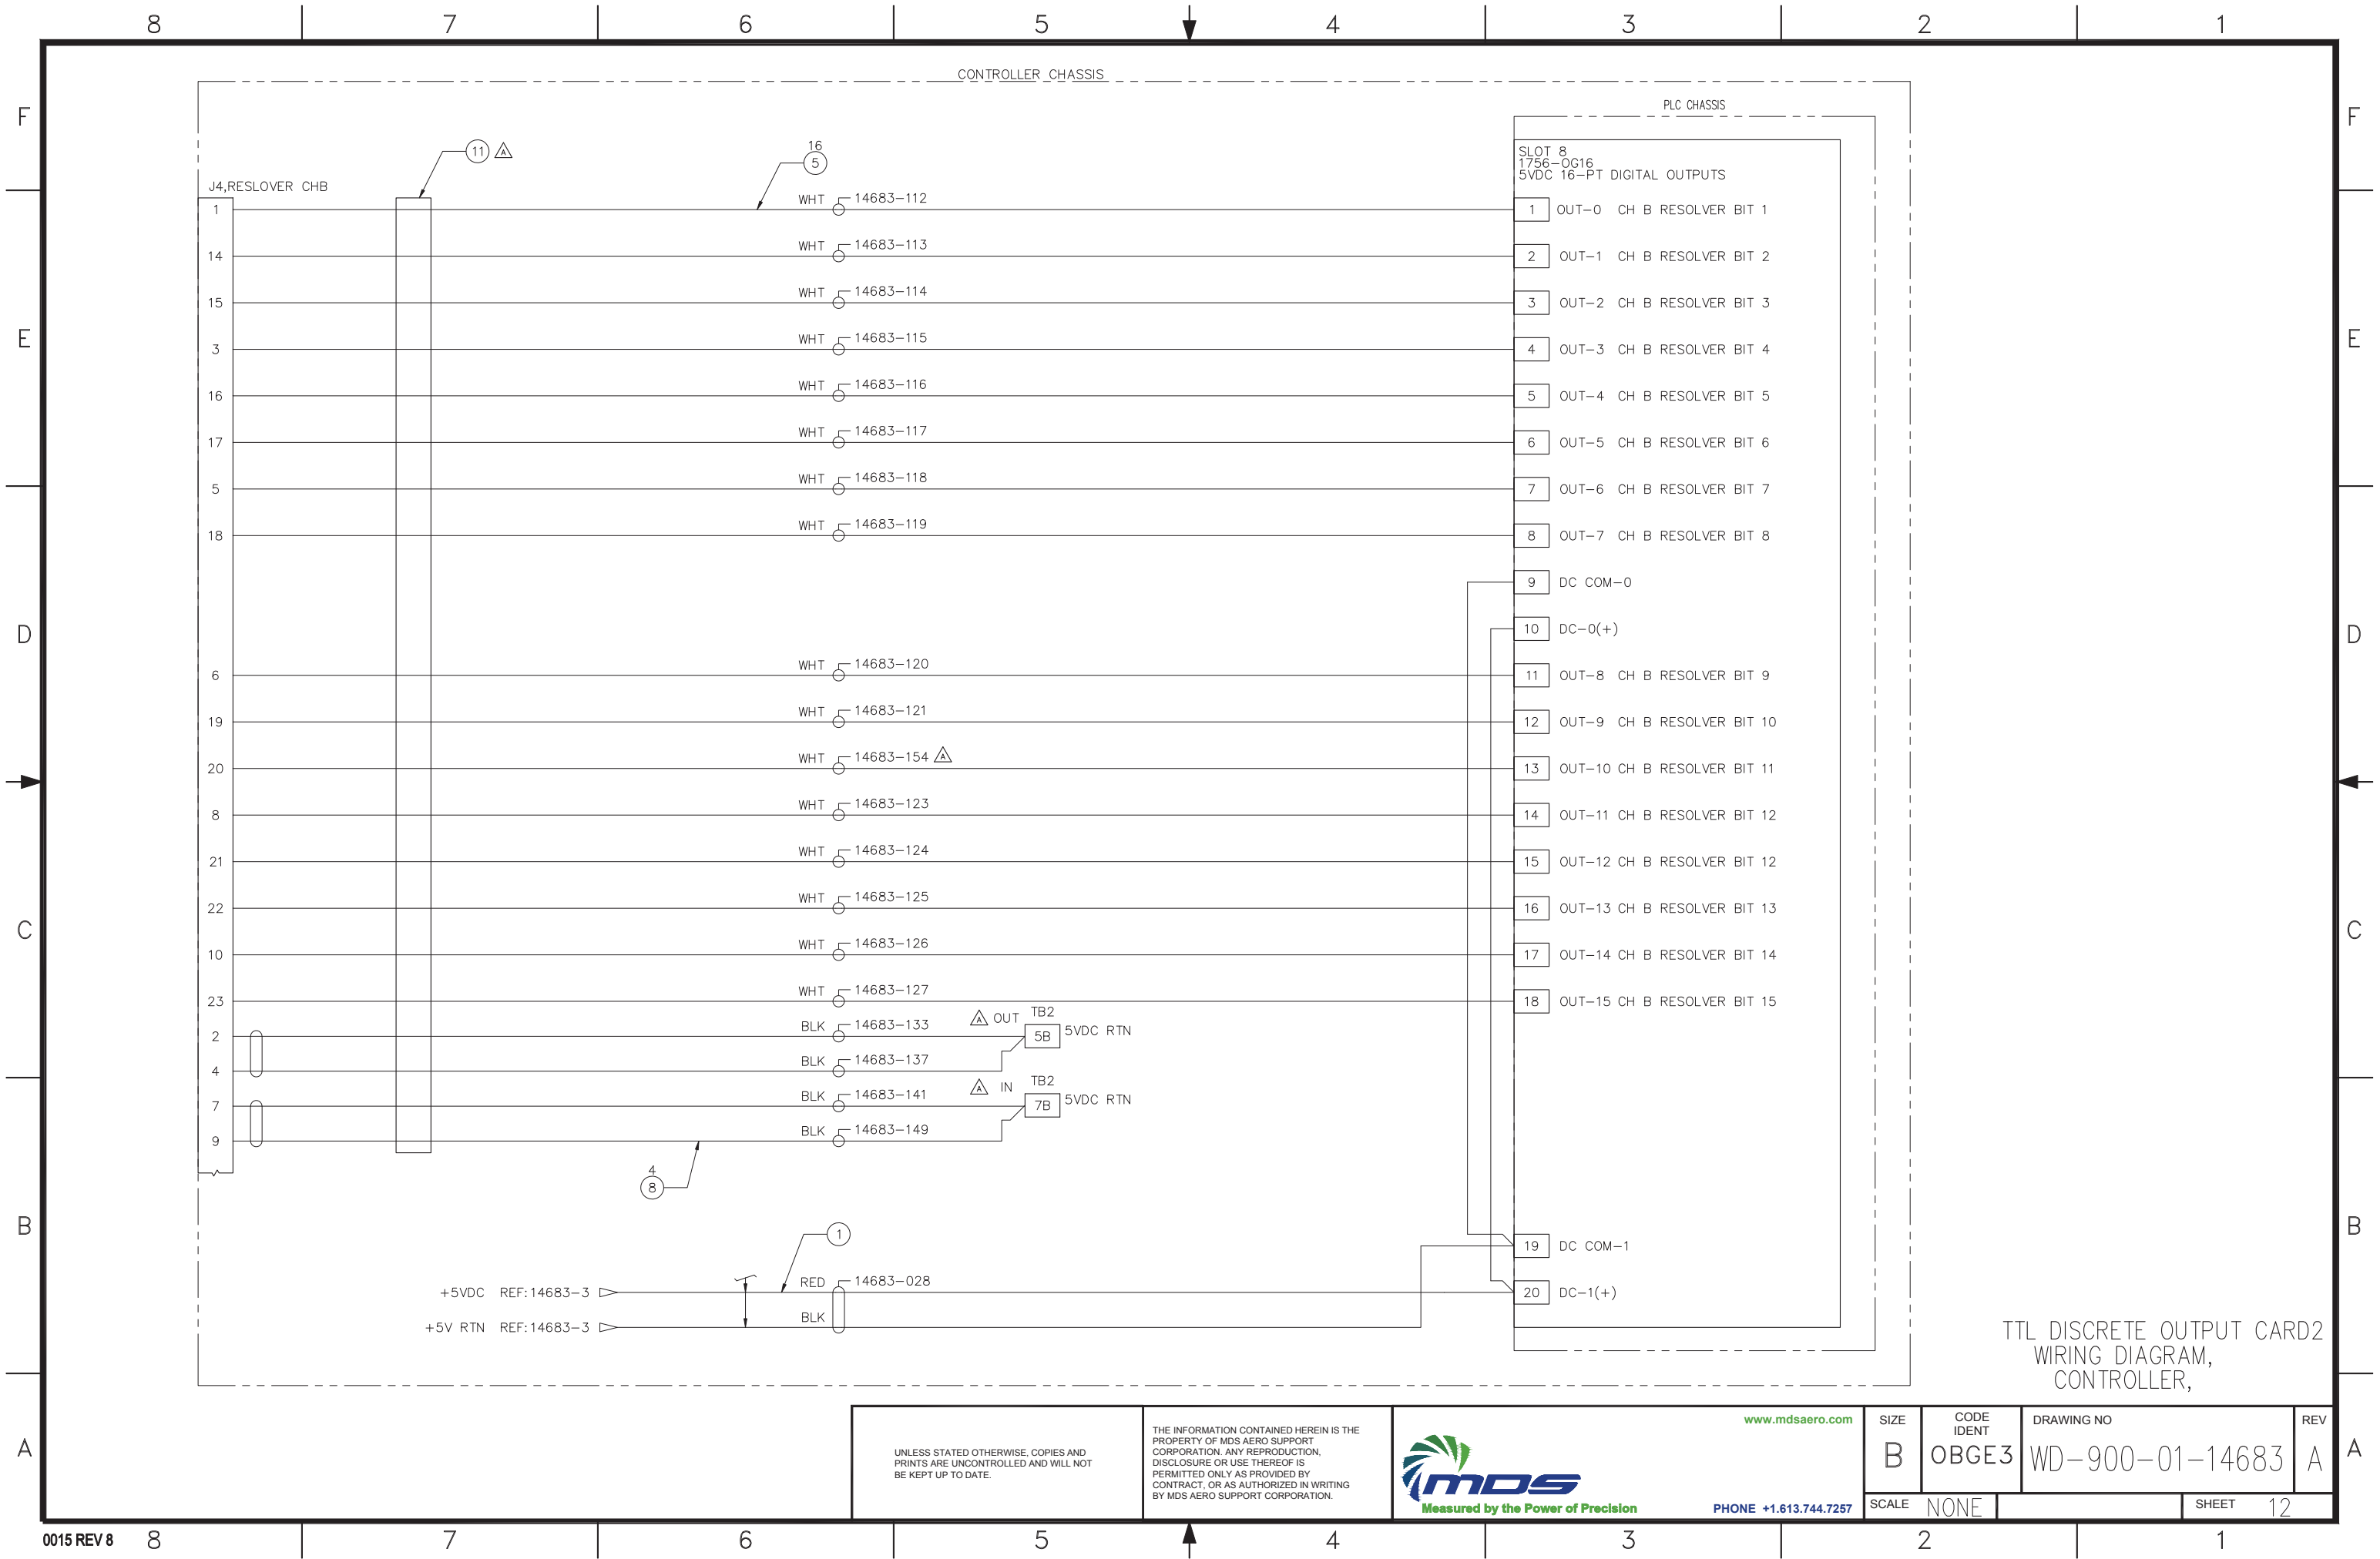 8 7 6 5 4 3 2 1
CONTROLLER CHASSIS
PLC CHASSIS
F F
11 A
16
5
SLOT 8
1756-OG16
5VDC 16-PT DIGITAL OUTPUTS
J4,RESLOVER CHB
1 WHT 14683-112 1 OUT-0 CH B RESOLVER BIT 1
14 WHT 14683-113 2 OUT-1 CH B RESOLVER BIT 2
15 WHT 14683-114 3 OUT-2 CH B RESOLVER BIT 3
E E
3 WHT 14683-115 4 OUT-3 CH B RESOLVER BIT 4
16 WHT 14683-116 5 OUT-4 CH B RESOLVER BIT 5
17 WHT 14683-117 6 OUT-5 CH B RESOLVER BIT 6
5 WHT 14683-118 7 OUT-6 CH B RESOLVER BIT 7
18 WHT 14683-119 8 OUT-7 CH B RESOLVER BIT 8
9 DC COM-0
10 DC-0(+)
D D
6 WHT 14683-120 11 OUT-8 CH B RESOLVER BIT 9
19 WHT 14683-121 12 OUT-9 CH B RESOLVER BIT 10
20 WHT 14683-154 A 13 OUT-10 CH B RESOLVER BIT 11
8 WHT 14683-123 14 OUT-11 CH B RESOLVER BIT 12
21 WHT 14683-124 15 OUT-12 CH B RESOLVER BIT 12
22 WHT 14683-125 16 OUT-13 CH B RESOLVER BIT 13
C C
10 WHT 14683-126 17 OUT-14 CH B RESOLVER BIT 14
23 WHT 14683-127 18 OUT-15 CH B RESOLVER BIT 15
2 BLK 14683-133 A OUT TB2 5B 5VDC RTN
4 BLK 14683-137
7 BLK 14683-141 A IN TB2 7B 5VDC RTN
9 BLK 14683-149
4
8
B B
1
19 DC COM-1
+5VDC REF:14683-3 RED 14683-028 20 DC-1(+)
+5V RTN REF:14683-3 BLK
TTL DISCRETE OUTPUT CARD2
WIRING DIAGRAM,
CONTROLLER,
A A
UNLESS STATED OTHERWISE, COPIES AND
PRINTS ARE UNCONTROLLED AND WILL NOT
BE KEPT UP TO DATE.
THE INFORMATION CONTAINED HEREIN IS THE
PROPERTY OF MDS AERO SUPPORT
CORPORATION. ANY REPRODUCTION,
DISCLOSURE OR USE THEREOF IS
PERMITTED ONLY AS PROVIDED BY
CONTRACT, OR AS AUTHORIZED IN WRITING
BY MDS AERO SUPPORT CORPORATION.
www.mdsaero.com
MDS
Measured by the Power of Precision
PHONE +1.613.744.7257
SIZE
B
CODE
IDENT
OBGE3
DRAWING NO
WD-900-01-14683
REV
A
SCALE NONE
SHEET 12
0015 REV 8
8 7 6 5 4 3 2 1